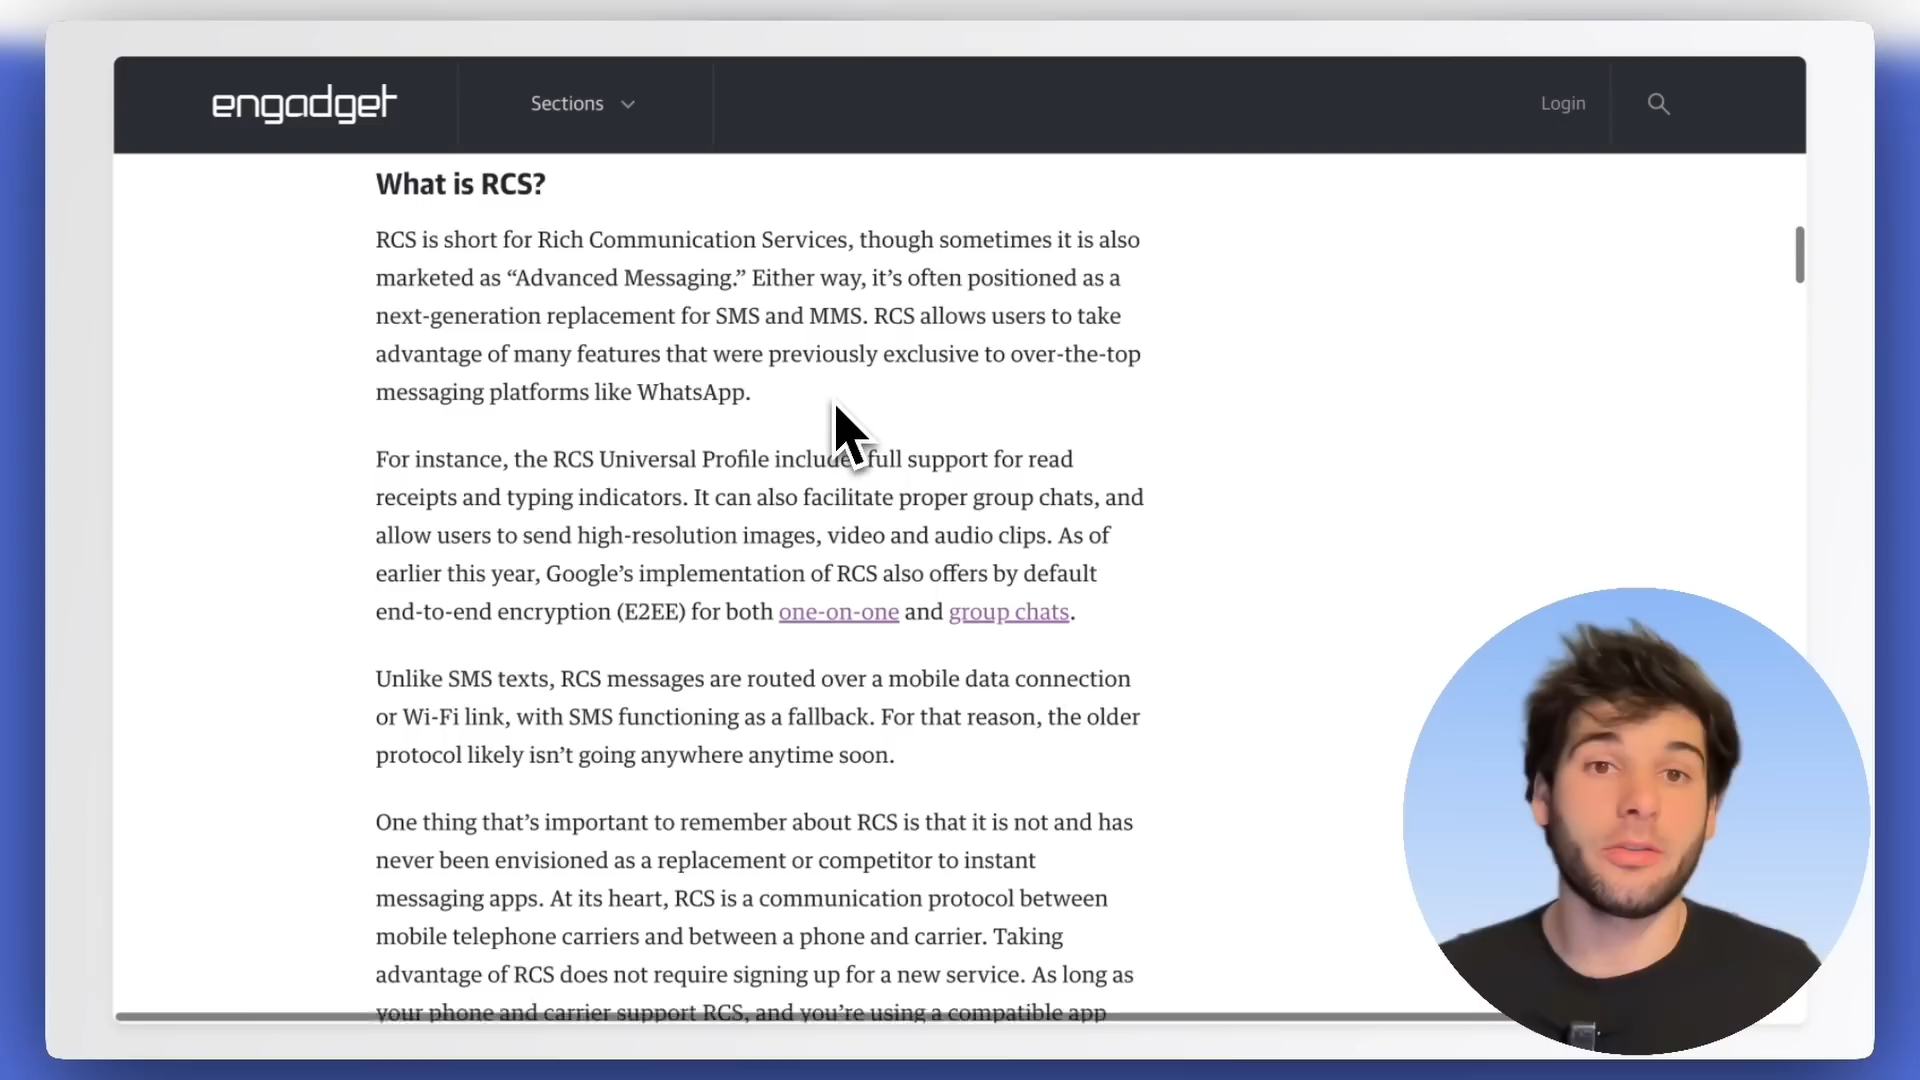 engadget
Sections
Login
What is RCS?
RCS is short for Rich Communication Services, though sometimes it is also
marketed as “Advanced Messaging.” Either way, it’s often positioned as a
next-generation replacement for SMS and MMS. RCS allows users to take
advantage of many features that were previously exclusive to over-the-top
messaging platforms like WhatsApp.
For instance, the RCS Universal Profile includes full support for read
receipts and typing indicators. It can also facilitate proper group chats, and
allow users to send high-resolution images, video and audio clips. As of
earlier this year, Google’s implementation of RCS also offers by default
end-to-end encryption (E2EE) for both one-on-one and group chats.
Unlike SMS texts, RCS messages are routed over a mobile data connection
or Wi-Fi link, with SMS functioning as a fallback. For that reason, the older
protocol likely isn’t going anywhere anytime soon.
One thing that’s important to remember about RCS is that it is not and has
never been envisioned as a replacement or competitor to instant
messaging apps. At its heart, RCS is a communication protocol between
mobile telephone carriers and between a phone and carrier. Taking
advantage of RCS does not require signing up for a new service. As long as
your phone and carrier support RCS, and you’re using a compatible app